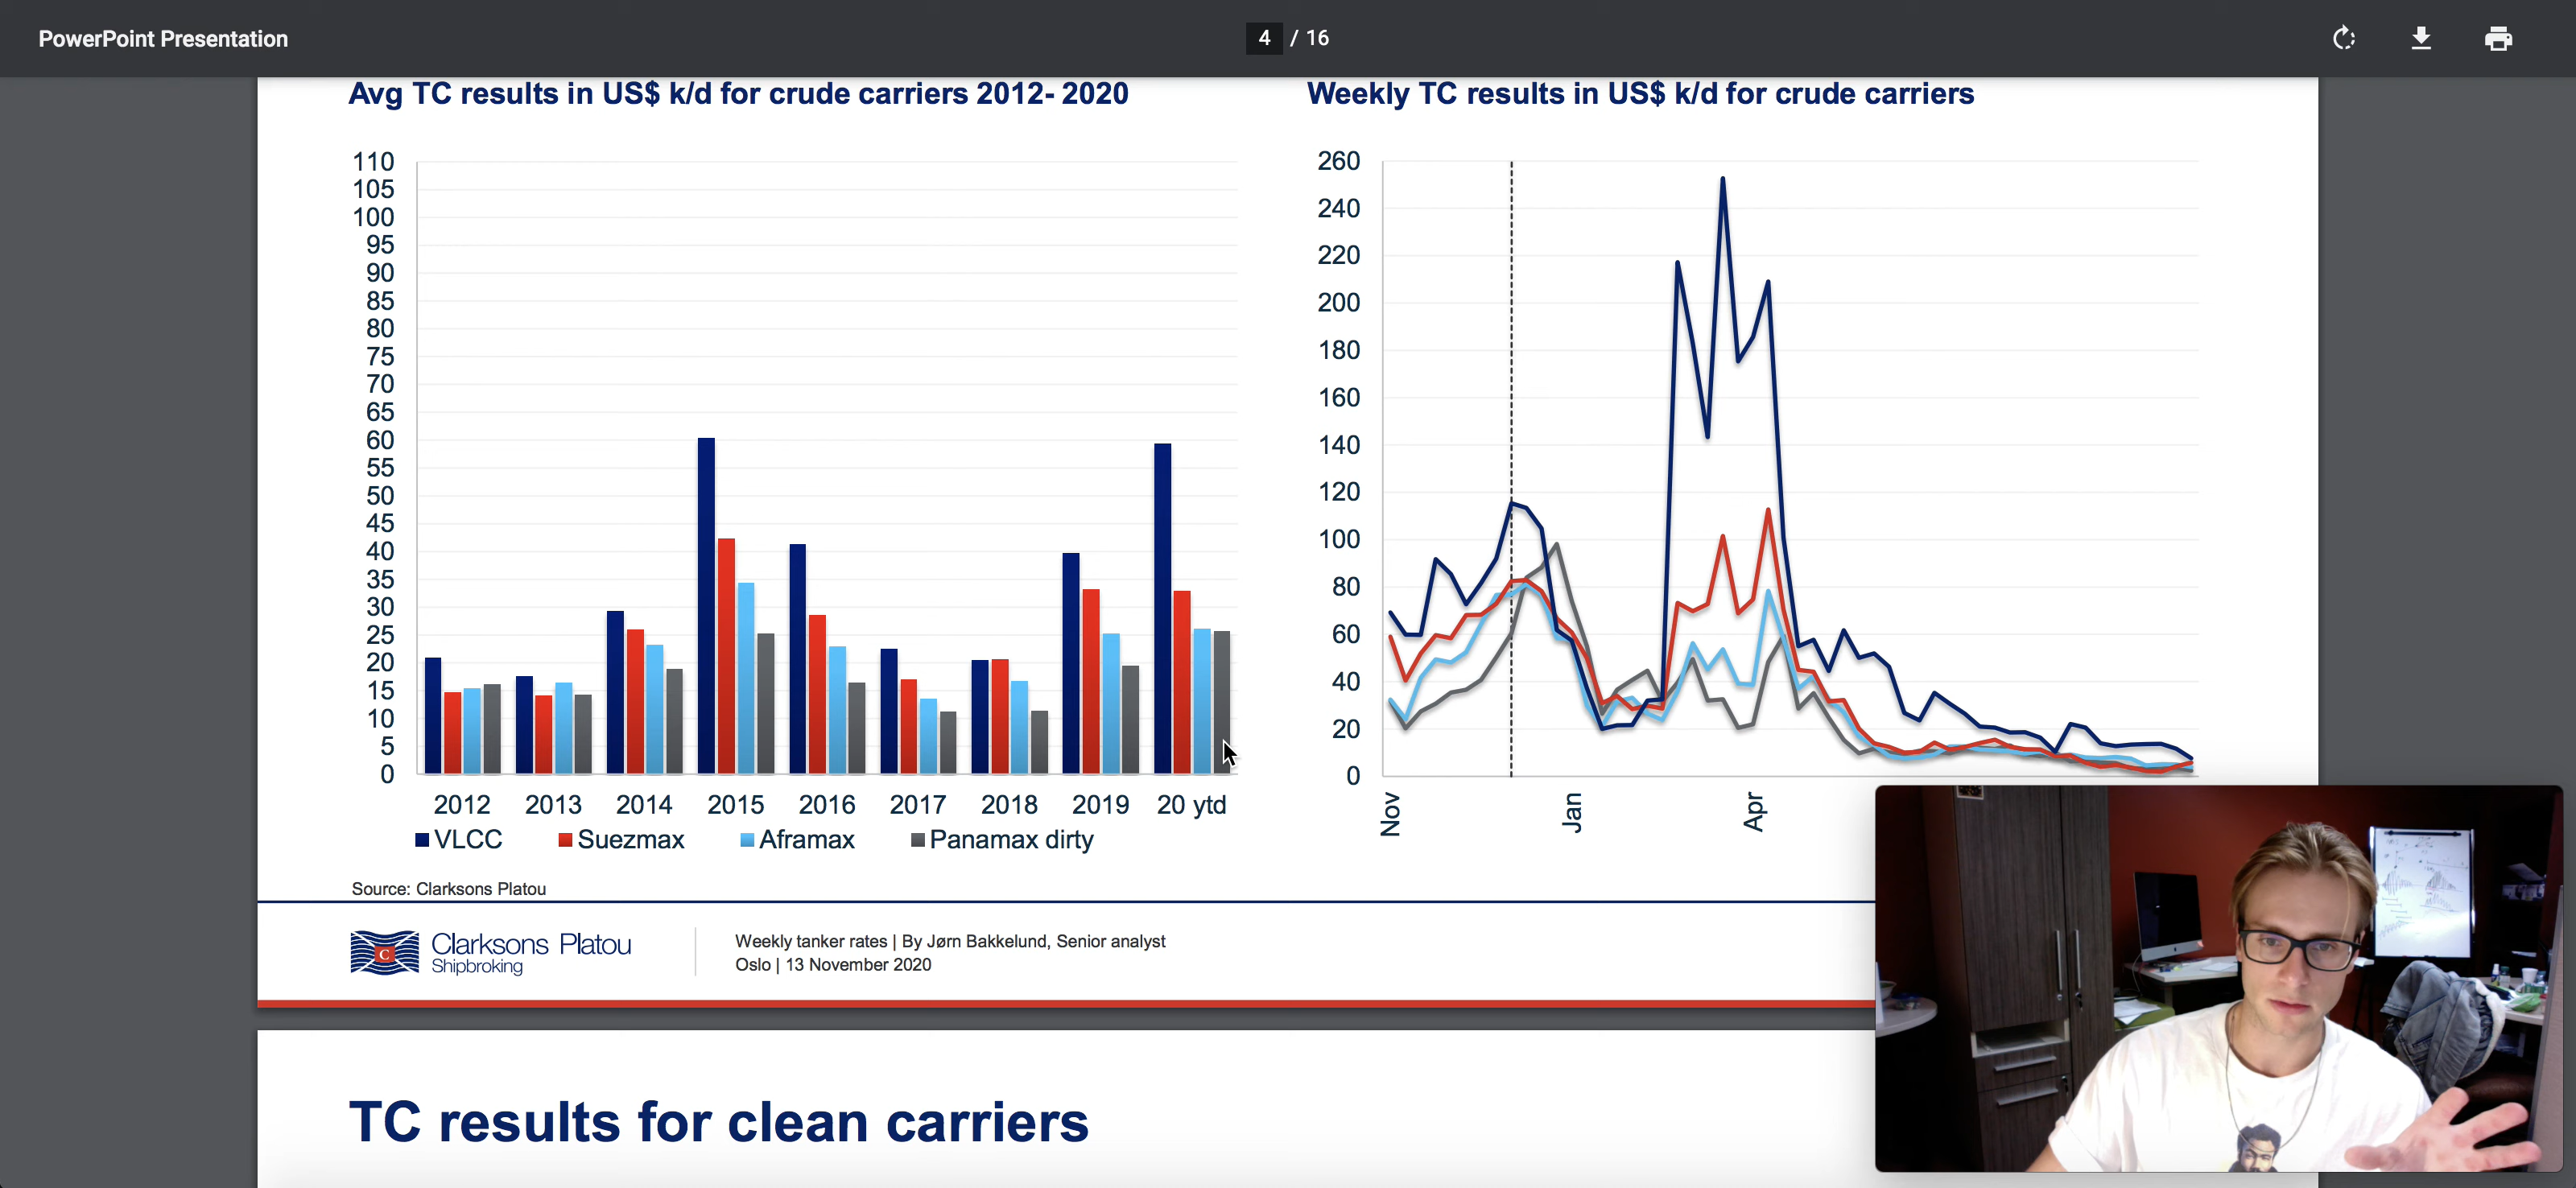 PowerPoint Presentation
4 / 16
Avg TC results in US$ k/d for crude carriers 2012- 2020
110
105
100
95
90
85
80
75
70
65
60
55
50
45
40
35
30
25
20
15
10
5
0
2012 2013 2014 2015 2016 2017 2018 2019 20 ytd
VLCC Suezmax Aframax Panamax dirty
Weekly TC results in US$ k/d for crude carriers
260
240
220
200
180
160
140
120
100
80
60
40
20
0
Nov Jan Apr
Source: Clarksons Platou
C
Clarksons Platou
Shipbroking
Weekly tanker rates | By Jørn Bakkelund, Senior analyst
Oslo | 13 November 2020
TC results for clean carriers